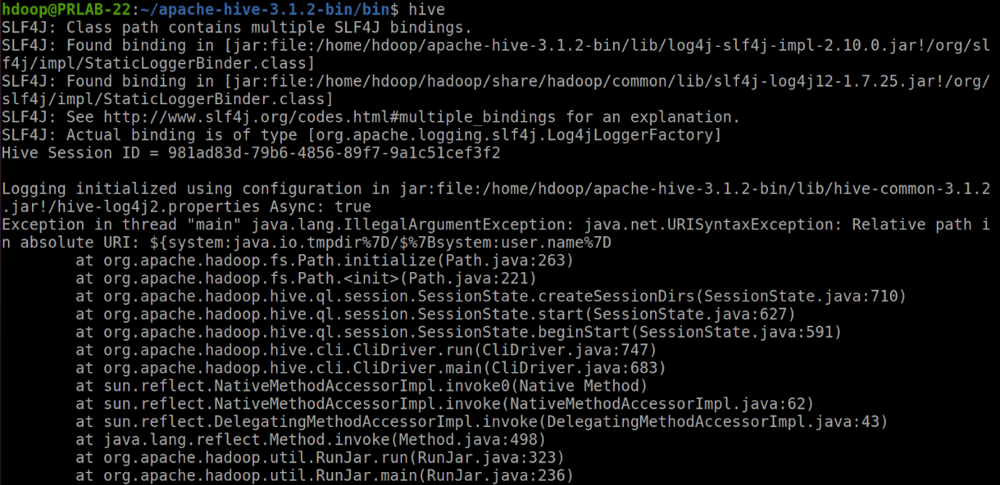 hdoop@PRLAB-22:~/apache-hive-3.1.2-bin/bin$ hive
SLF4J: Class path contains multiple SLF4J bindings.
SLF4J: Found binding in [jar:file:/home/hdoop/apache-hive-3.1.2-bin/lib/log4j-slf4j-impl-2.10.0.jar!/org/sl
f4j/impl/StaticLoggerBinder.class]
SLF4J: Found binding in [jar:file:/home/hdoop/hadoop/share/hadoop/common/lib/slf4j-log4j12-1.7.25.jar!/org/
slf4j/impl/StaticLoggerBinder.class]
SLF4J: See http://www.slf4j.org/codes.html#multiple_bindings for an explanation.
SLF4J: Actual binding is of type [org.apache.logging.slf4j.Log4jLoggerFactory]
Hive Session ID = 981ad83d-79b6-4856-89f7-9a1c51cef3f2
Logging initialized using configuration in jar:file:/home/hdoop/apache-hive-3.1.2-bin/lib/hive-common-3.1.2
.jar!/hive-log4j2.properties Async: true
Exception in thread "main" java.lang.IllegalArgumentException: java.net.URISyntaxException: Relative path i
n absolute URI: ${system:java.io.tmpdir%7D/$%7Bsystem:user.name%7D
at org.apache.hadoop.fs.Path.initialize(Path.java:263)
at org.apache.hadoop.fs.Path.<init>(Path.java:221)
at org.apache.hadoop.hive.ql.session.SessionState.createSessionDirs(SessionState.java:710)
at org.apache.hadoop.hive.ql.session.SessionState.start(SessionState.java:627)
at org.apache.hadoop.hive.ql.session.SessionState.beginStart(SessionState.java:591)
at org.apache.hadoop.hive.cli.CliDriver.run(CliDriver.java:747)
at org.apache.hadoop.hive.cli.CliDriver.main(CliDriver.java:683)
at sun.reflect.NativeMethodAccessorImpl.invoke0(Native Method)
at sun.reflect.NativeMethodAccessorImpl.invoke(NativeMethodAccessorImpl.java:62)
at sun.reflect.DelegatingMethodAccessorImpl.invoke(DelegatingMethodAccessorImpl.java:43)
at java.lang.reflect.Method.invoke(Method.java:498)
at org.apache.hadoop.util.RunJar.run(RunJar.java:323)
at org.apache.hadoop.util.RunJar.main(RunJar.java:236)